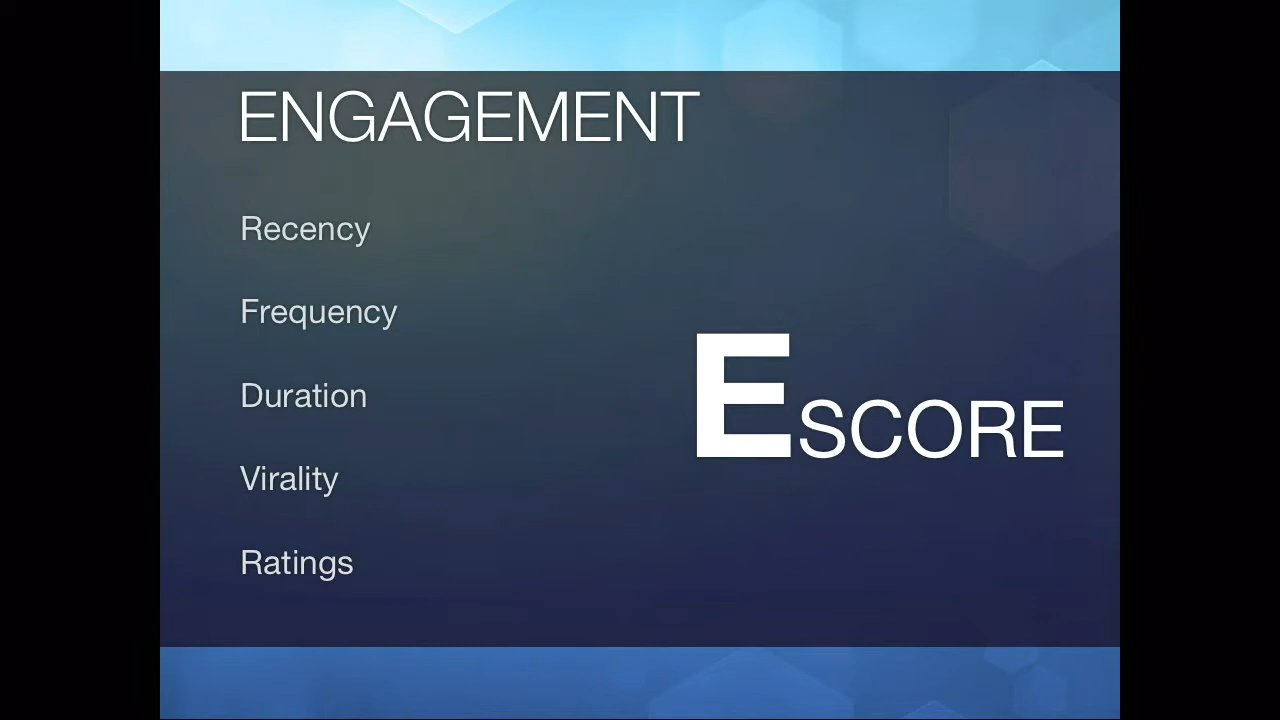 ENGAGEMENT
Recency
Frequency
Duration
Virality
Ratings
ESCORE